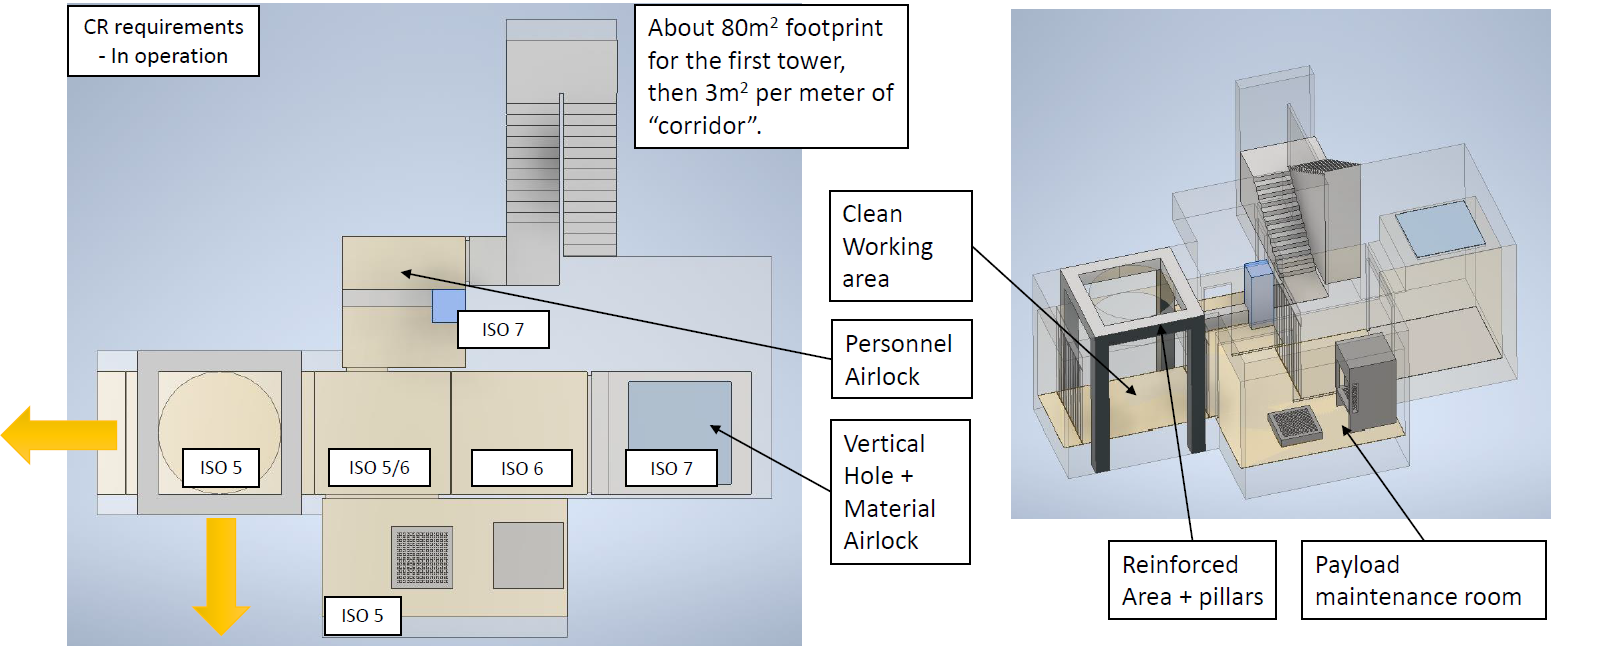 CR requirements
- In operation
About 80m² footprint
for the first tower,
then 3m² per meter of
“corridor”.
Clean
Working
area
ISO 7
Personnel
Airlock
ISO 5
ISO 5/6
ISO 6
ISO 7
Vertical
Hole +
Material
Airlock
ISO 5
Reinforced
Area + pillars
Payload
maintenance room